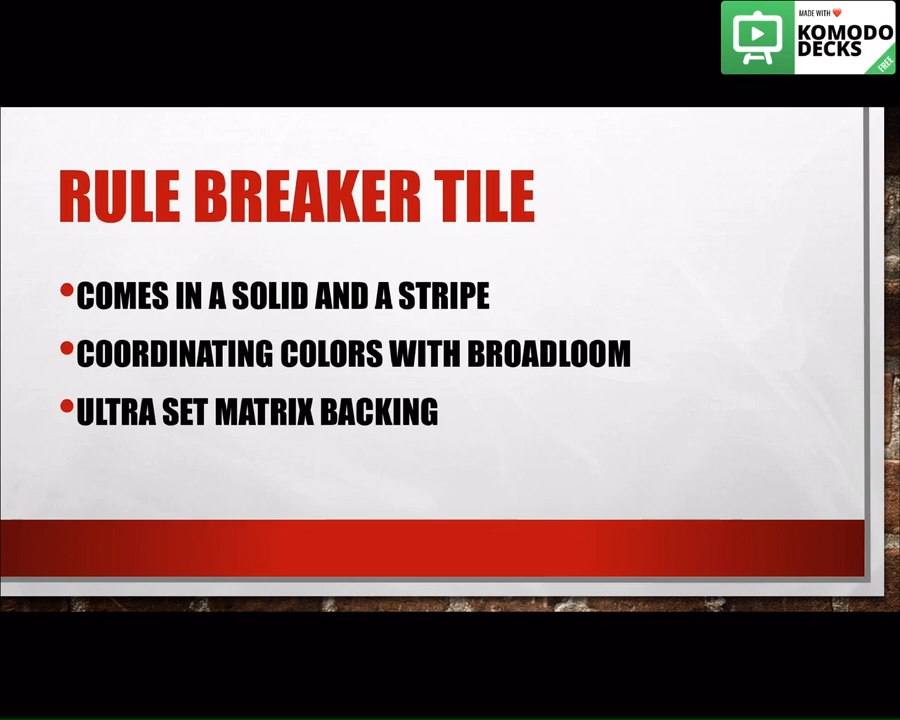 MADE WITH ❤️
KOMODO
DECKS
FREE
RULE BREAKER TILE
•COMES IN A SOLID AND A STRIPE
•COORDINATING COLORS WITH BROADLOOM
•ULTRA SET MATRIX BACKING